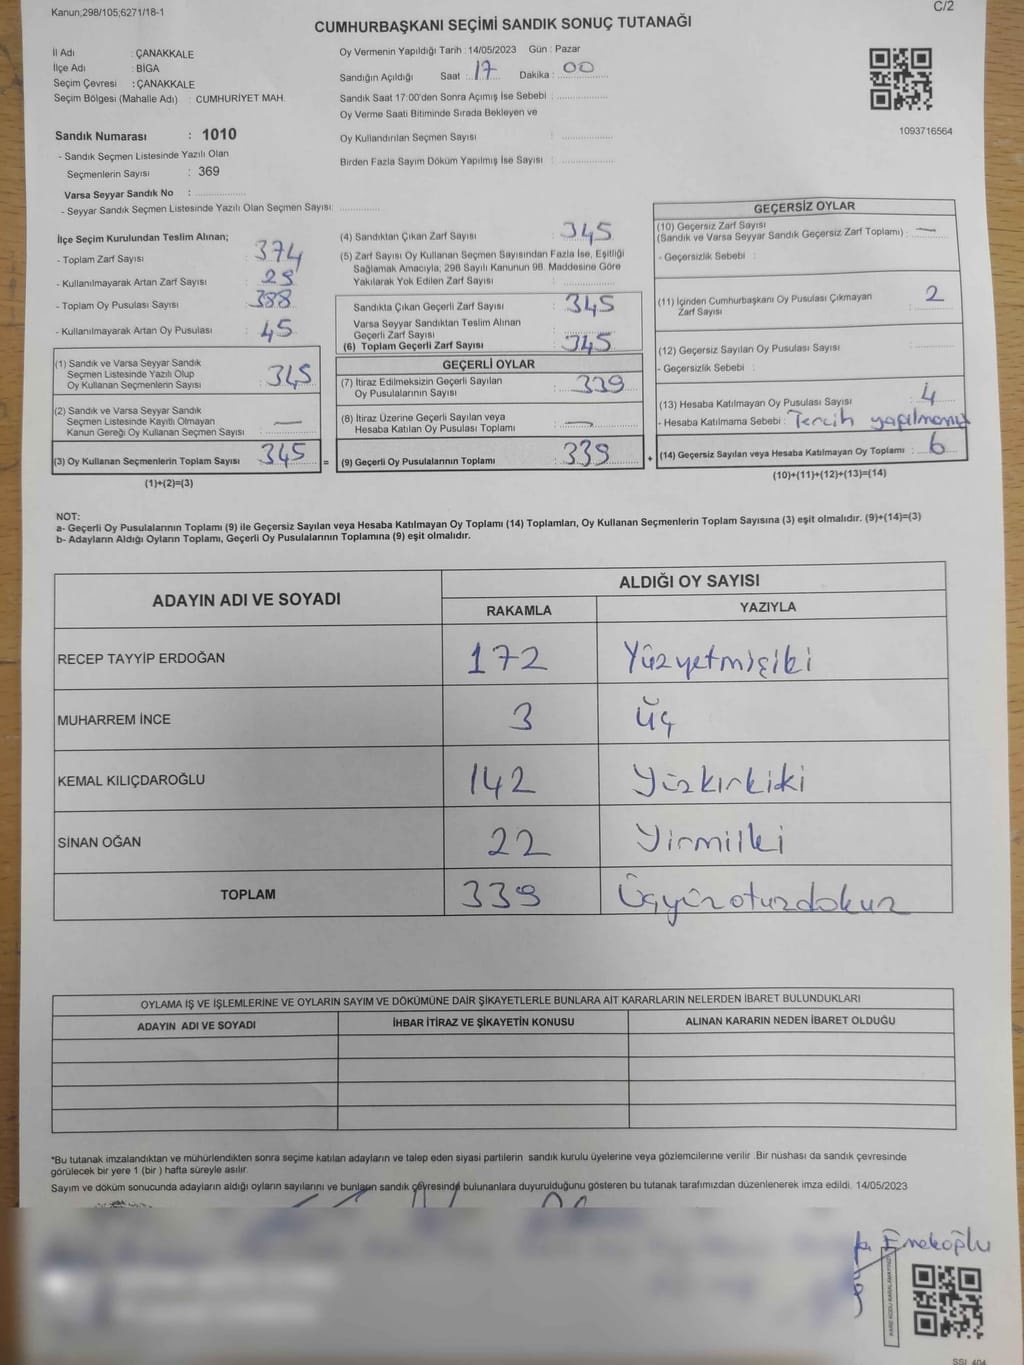 Kanun;298/105;6271/18-1
C/2
CUMHURBAŞKANI SEÇİMİ SANDIK SONUÇ TUTANAĞI
İl Adı : ÇANAKKALE
İlçe Adı : BİGA
Seçim Çevresi : ÇANAKKALE
Seçim Bölgesi (Mahalle Adı) : CUMHURİYET MAH.
Oy Vermenin Yapıldığı Tarih : 14/05/2023 Gün : Pazar
Sandığın Açıldığı Saat : 17 Dakika : 00
Sandık Saat 17:00'den Sonra Açımış İse Sebebi :
Oy Verme Saati Bitiminde Sırada Bekleyen ve
Oy Kullandırılan Seçmen Sayısı :
Birden Fazla Sayım Döküm Yapılmış İse Sayısı :
1093716564
Sandık Numarası : 1010
- Sandık Seçmen Listesinde Yazılı Olan
Seçmenlerin Sayısı : 369
Varsa Seyyar Sandık No :
- Seyyar Sandık Seçmen Listesinde Yazılı Olan Seçmen Sayısı:
İlçe Seçim Kurulundan Teslim Alınan;
- Toplam Zarf Sayısı : 374
- Kullanılmayarak Artan Zarf Sayısı : 29
- Toplam Oy Pusulası Sayısı : 388
- Kullanılmayarak Artan Oy Pusulası : 45
(1) Sandık ve Varsa Seyyar Sandık
Seçmen Listesinde Yazılı Olup
Oy Kullanan Seçmenlerin Sayısı : 345
(2) Sandık ve Varsa Seyyar Sandık
Seçmen Listesinde Kayıtlı Olmayan
Kanun Gereği Oy Kullanan Seçmen Sayısı : —
(3) Oy Kullanan Seçmenlerin Toplam Sayısı : 345
(1)+(2)=(3)
(4) Sandıktan Çıkan Zarf Sayısı : 345
(5) Zarf Sayısı Oy Kullanan Seçmen Sayısından Fazla İse, Eşitliği
Sağlamak Amacıyla, 298 Sayılı Kanunun 98. Maddesine Göre
Yakılarak Yok Edilen Zarf Sayısı :
Sandıkta Çıkan Geçerli Zarf Sayısı : 345
Varsa Seyyar Sandıktan Teslim Alınan
Geçerli Zarf Sayısı :
(6) Toplam Geçerli Zarf Sayısı : 345
GEÇERLİ OYLAR
(7) İtiraz Edilmeksizin Geçerli Sayılan
Oy Pusulalarının Sayısı : 339
(8) İtiraz Üzerine Geçerli Sayılan veya
Hesaba Katılan Oy Pusulası Toplamı : —
= (9) Geçerli Oy Pusulalarının Toplamı : 339
GEÇERSİZ OYLAR
(10) Geçersiz Zarf Sayısı
(Sandık ve Varsa Seyyar Sandık Geçersiz Zarf Toplamı) : —
- Geçersizlik Sebebi :
(11) İçinden Cumhurbaşkanı Oy Pusulası Çıkmayan
Zarf Sayısı : 2
(12) Geçersiz Sayılan Oy Pusulası Sayısı :
- Geçersizlik Sebebi :
(13) Hesaba Katılmayan Oy Pusulası Sayısı : 4
- Hesaba Katılmama Sebebi : Tercih yapılmamış
+ (14) Geçersiz Sayılan veya Hesaba Katılmayan Oy Toplamı : 6
(10)+(11)+(12)+(13)=(14)
NOT:
a- Geçerli Oy Pusulalarının Toplamı (9) ile Geçersiz Sayılan veya Hesaba Katılmayan Oy Toplamı (14) Toplamları, Oy Kullanan Seçmenlerin Toplam Sayısına (3) eşit olmalıdır. (9)+(14)=(3)
b- Adayların Aldığı Oyların Toplamı, Geçerli Oy Pusulalarının Toplamına (9) eşit olmalıdır.
ADAYIN ADI VE SOYADI ALDIĞI OY SAYISI
RAKAMLA YAZIYLA
RECEP TAYYİP ERDOĞAN 172 Yüzyetmişiki
MUHARREM İNCE 3 Üç
KEMAL KILIÇDAROĞLU 142 Yüzkırkiki
SİNAN OĞAN 22 Yirmiiki
TOPLAM 339 Üçyüzotuzdokuz
OYLAMA İŞ VE İŞLEMLERİNE VE OYLARIN SAYIM VE DÖKÜMÜNE DAİR ŞİKAYETLERLE BUNLARA AİT KARARLARIN NELERDEN İBARET BULUNDUKLARI
ADAYIN ADI VE SOYADI İHBAR İTİRAZ VE ŞİKAYETİN KONUSU ALINAN KARARIN NEDEN İBARET OLDUĞU
*Bu tutanak imzalandıktan ve mühürlendikten sonra seçime katılan adayların ve talep eden siyasi partilerin sandık kurulu üyelerine veya gözlemcilerine verilir .Bir nüshası da sandık çevresinde
görülecek bir yere 1 (bir ) hafta süreyle asılır.
Sayım ve döküm sonucunda adayların aldığı oyların sayılarını ve bunların sandık çevresinde bulunanlara duyurulduğunu gösteren bu tutanak tarafımızdan düzenlenerek imza edildi. 14/05/2023
KARE KODU KARALAMAYINIZ